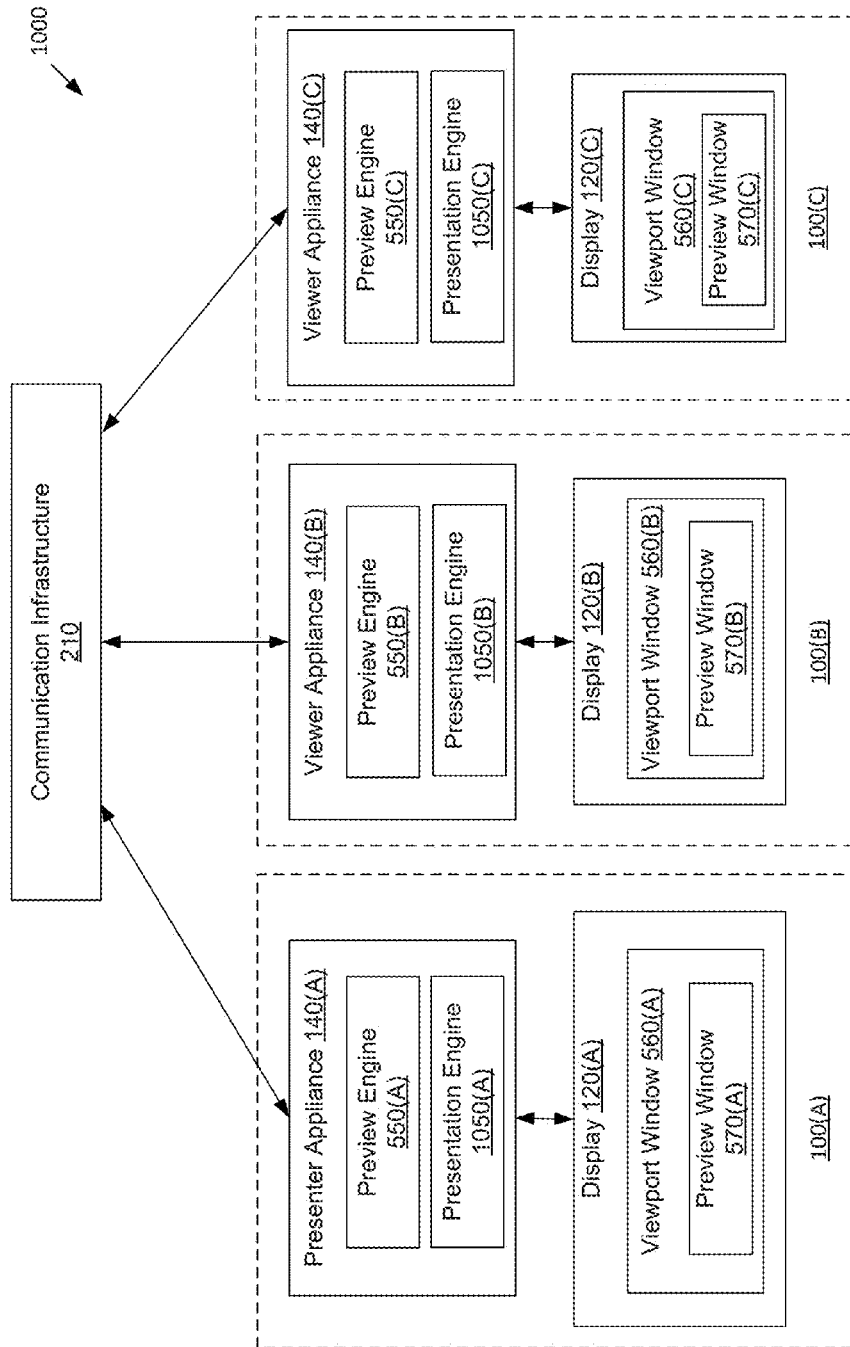 1000
Communication Infrastructure
210
Presenter Appliance 140(A)
Preview Engine
550(A)
Presentation Engine
1050(A)
Display 120(A)
Viewport Window 560(A)
Preview Window
570(A)
100(A)
Viewer Appliance 140(B)
Preview Engine
550(B)
Presentation Engine
1050(B)
Display 120(B)
Viewport Window 560(B)
Preview Window
570(B)
100(B)
Viewer Appliance 140(C)
Preview Engine
550(C)
Presentation Engine
1050(C)
Display 120(C)
Viewport Window
560(C)
Preview Window
570(C)
100(C)